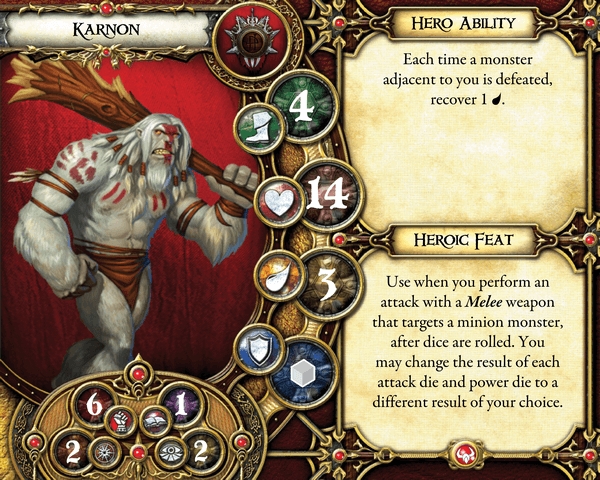 KARNON
4
14
3
6
1
2
2
HERO ABILITY
Each time a monster
adjacent to you is defeated,
recover 1 .
HEROIC FEAT
Use when you perform an
attack with a Melee weapon
that targets a minion monster,
after dice are rolled. You
may change the result of each
attack die and power die to a
different result of your choice.